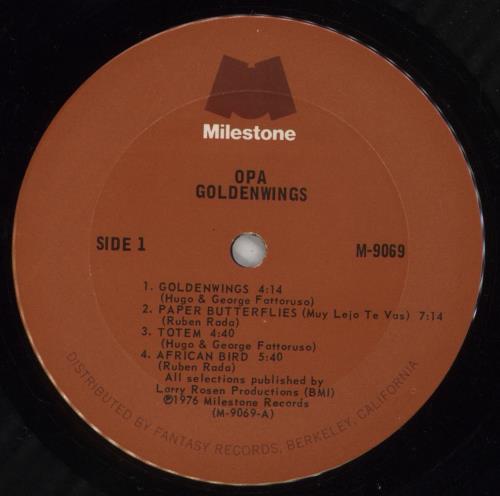 Milestone
OPA
GOLDENWINGS
SIDE 1
M-9069
1. GOLDENWINGS 4:14
(Hugo & George Fattoruso)
2. PAPER BUTTERFLIES (Muy Lejo Te Vas) 7:14
(Ruben Rada)
3. TOTEM 4:40
(Hugo & George Fattoruso)
4. AFRICAN BIRD 5:40
(Ruben Rada)
All selections published by
Larry Rosen Productions (BMI)
℗1976 Milestone Records
(M-9069-A)
DISTRIBUTED BY FANTASY RECORDS, BERKELEY, CALIFORNIA